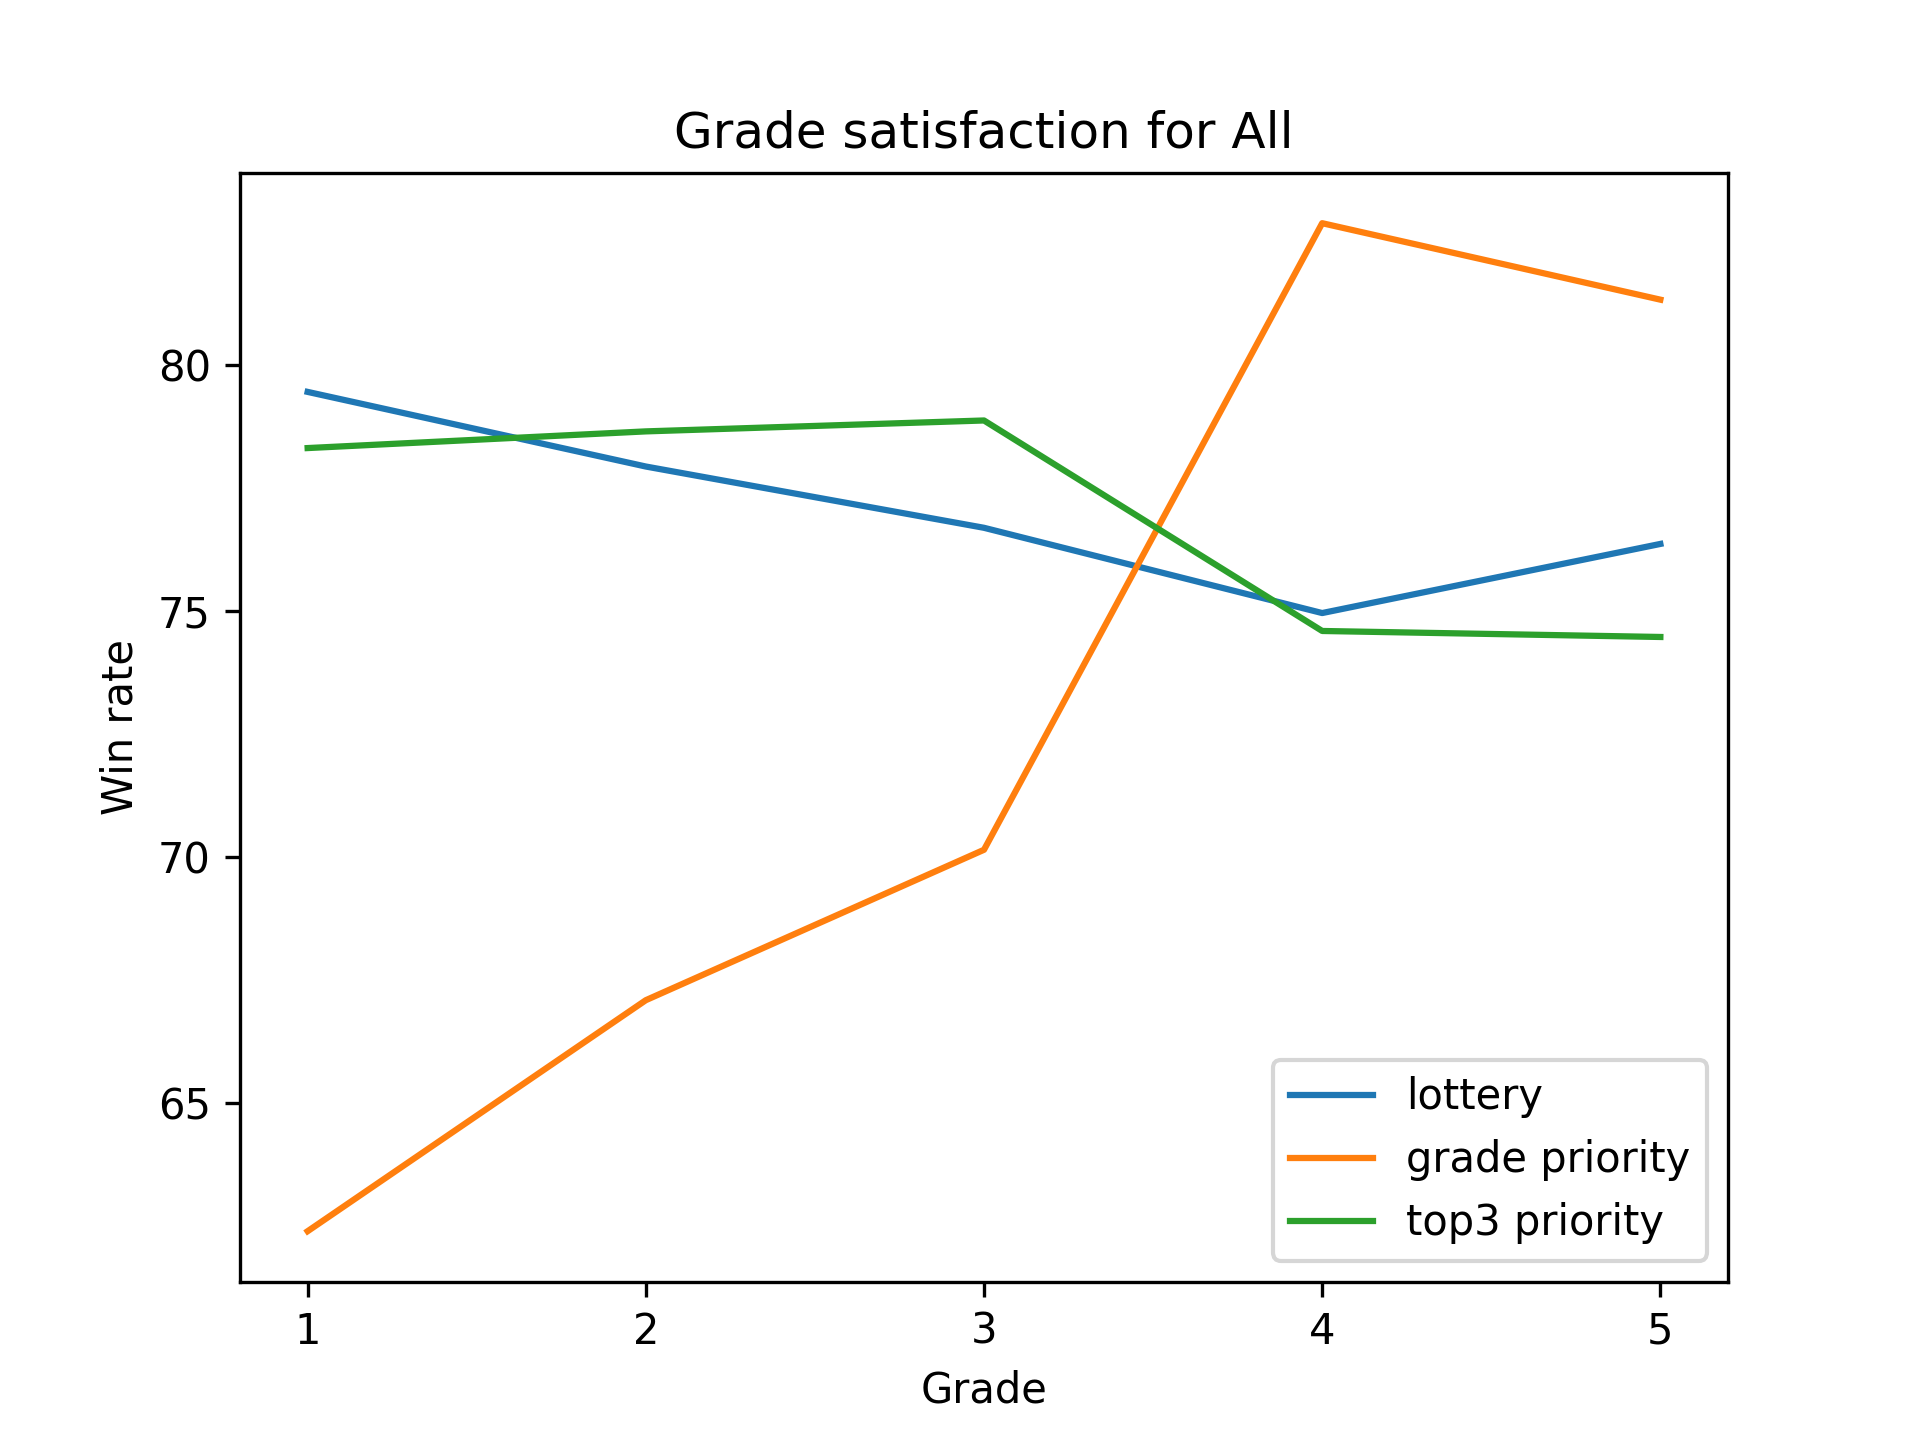 Grade satisfaction for All
Win rate
80
75
70
65
1 2 3 4 5
Grade
lottery
grade priority
top3 priority